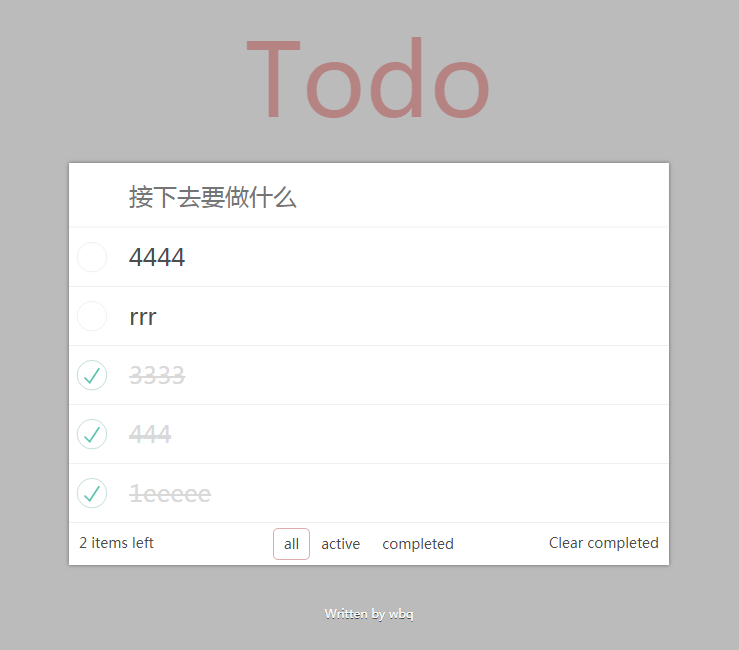 Todo
接下去要做什么
4444
rrr
3333
444
1eeeee
2 items left all active completed Clear completed
Written by wbq